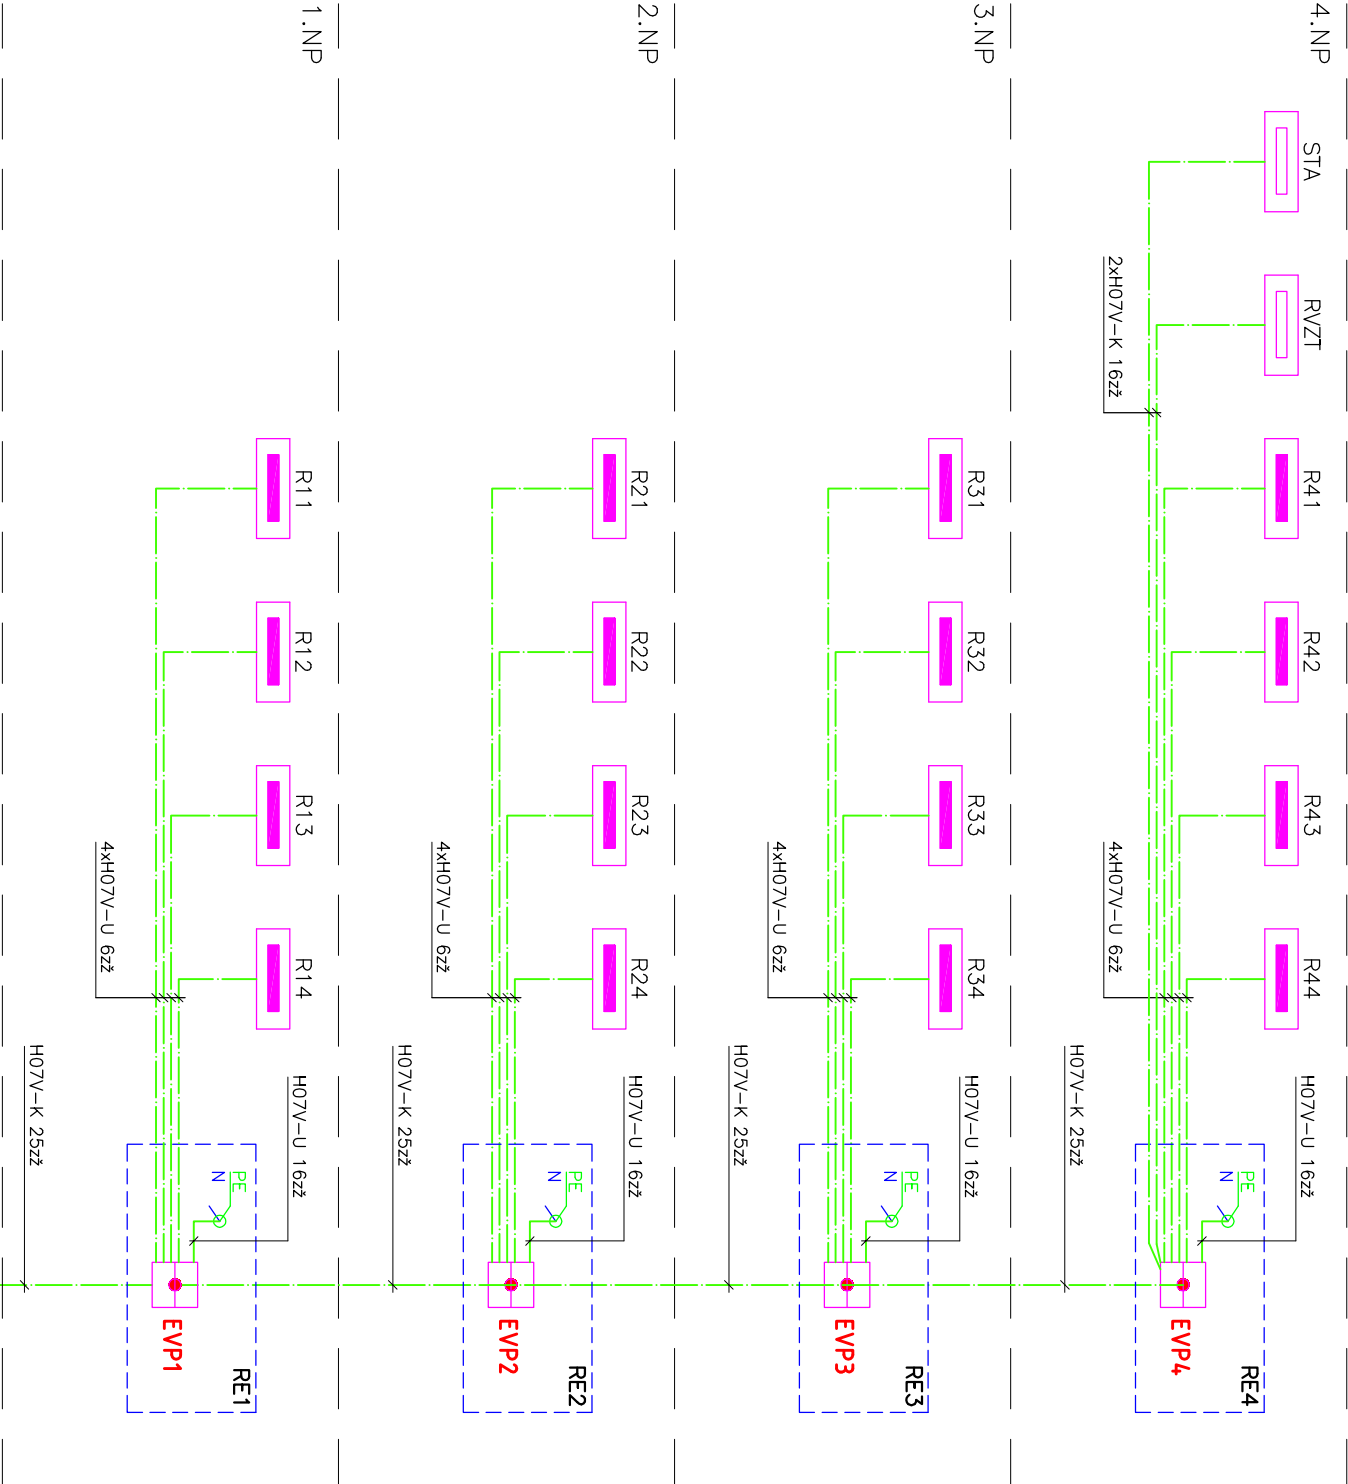 4.NP
STA
RVZT
R41
R42
R43
R44
2xH07V-K 16zž
4xH07V-U 6zž
H07V-U 16zž
H07V-K 25zž
PE
N
EVP4
RE4
3.NP
R31
R32
R33
R34
4xH07V-U 6zž
H07V-U 16zž
H07V-K 25zž
PE
N
EVP3
RE3
2.NP
R21
R22
R23
R24
4xH07V-U 6zž
H07V-U 16zž
H07V-K 25zž
PE
N
EVP2
RE2
1.NP
R11
R12
R13
R14
4xH07V-U 6zž
H07V-U 16zž
H07V-K 25zž
PE
N
EVP1
RE1